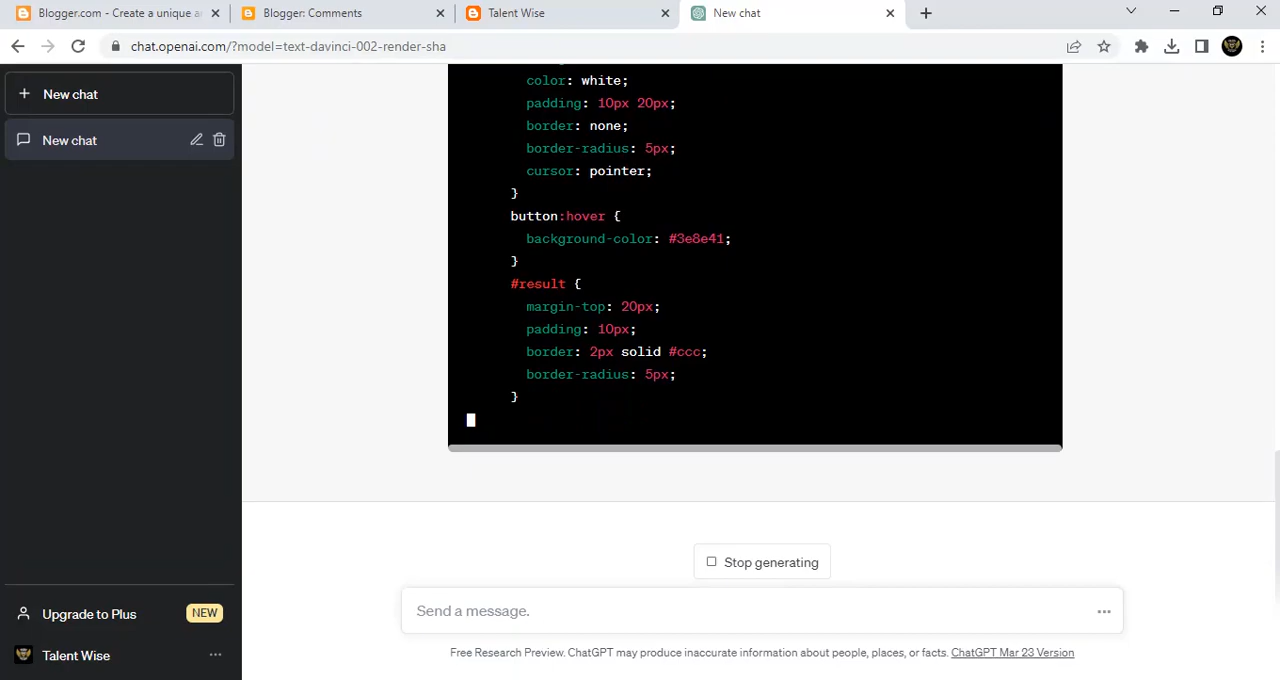 Blogger.com - Create a unique a
Blogger: Comments
Talent Wise
New chat
chat.openai.com/?model=text-davinci-002-render-sha
New chat
New chat
color: white;
padding: 10px 20px;
border: none;
border-radius: 5px;
cursor: pointer;
}
button:hover {
background-color: #3e8e41;
}
#result {
margin-top: 20px;
padding: 10px;
border: 2px solid #ccc;
border-radius: 5px;
}
Stop generating
Send a message.
Upgrade to Plus NEW
Talent Wise
Free Research Preview. ChatGPT may produce inaccurate information about people, places, or facts. ChatGPT Mar 23 Version